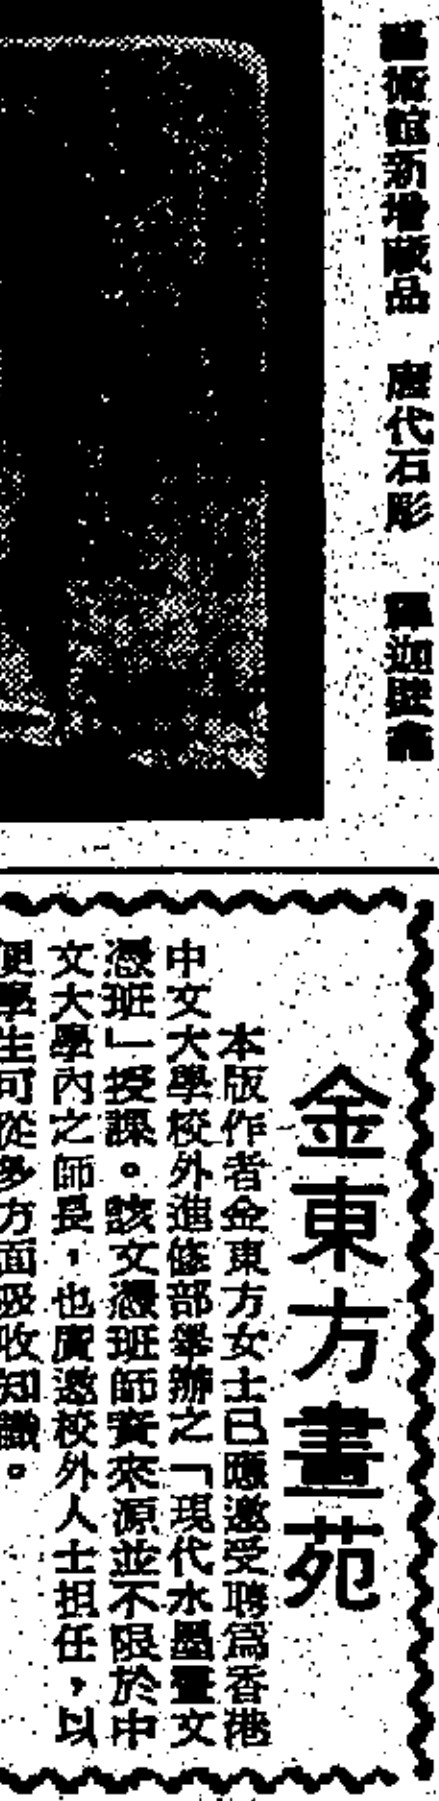 藝術館新增藏品 唐代石彫 釋迦壁龕
金東方畫苑
本版作者金東方女士已應邀受聘為香港
中文大學校外進修部舉辦之「現代水墨畫文
憑班」授課。該文憑班師資來源並不限於中
文大學內之師長，也廣邀校外人士担任，以
便學生可從多方面吸收知識。